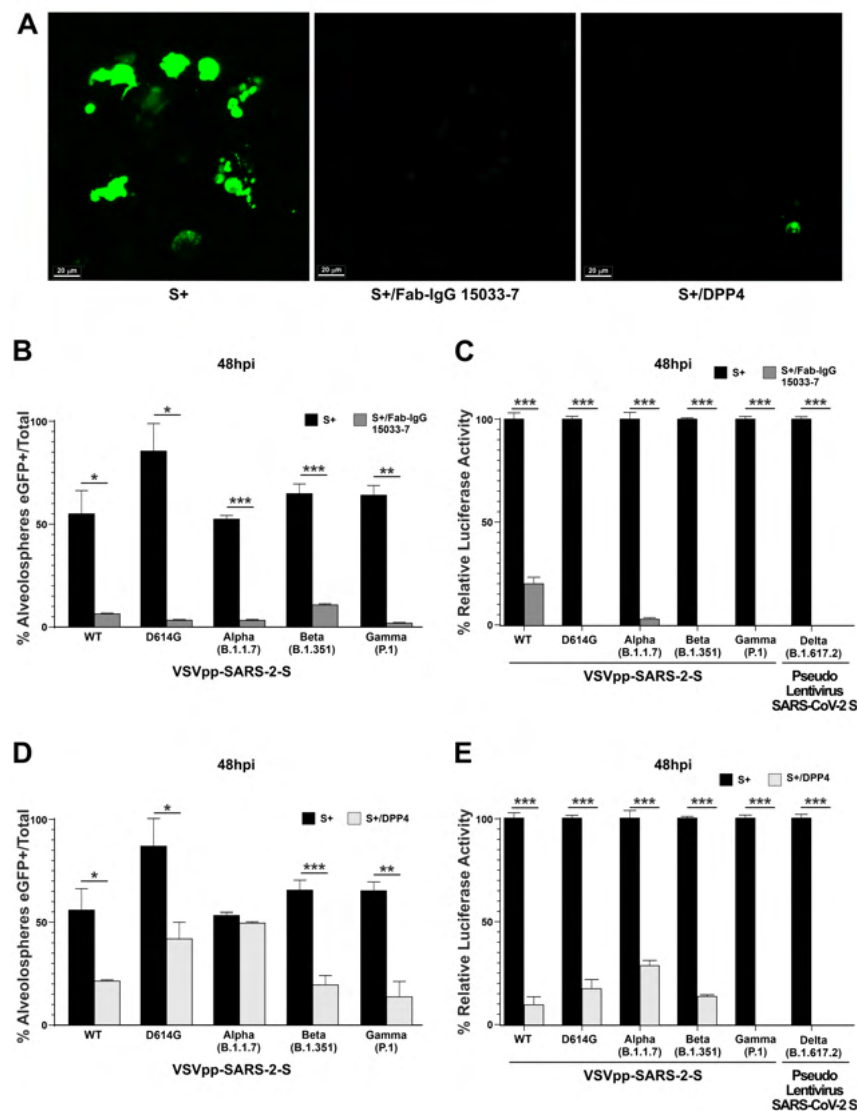 A
20 μm
20 μm
20 μm
S+
S+/Fab-IgG 15033-7
S+/DPP4
B
48hpi
S+
S+/Fab-IgG
15033-7
% Alveolospheres eGFP+/Total
100
50
0
*
*
***
***
**
WT
D614G
Alpha
(B.1.1.7)
Beta
(B.1.351)
Gamma
(P.1)
VSVpp-SARS-2-S
C
48hpi
S+
S+/Fab-IgG
15033-7
% Relative Luciferase Activity
100
50
0
***
***
***
***
***
***
WT
D614G
Alpha
(B.1.1.7)
Beta
(B.1.351)
Gamma
(P.1)
Delta
(B.1.617.2)
VSVpp-SARS-2-S
Pseudo
Lentivirus
SARS-CoV-2 S
D
48hpi
S+
S+/DPP4
% Alveolospheres eGFP+/Total
100
50
0
*
*
***
**
WT
D614G
Alpha
(B.1.1.7)
Beta
(B.1.351)
Gamma
(P.1)
VSVpp-SARS-2-S
E
48hpi
S+
S+/DPP4
% Relative Luciferase Activity
100
50
0
***
***
***
***
***
***
WT
D614G
Alpha
(B.1.1.7)
Beta
(B.1.351)
Gamma
(P.1)
Delta
(B.1.617.2)
VSVpp-SARS-2-S
Pseudo
Lentivirus
SARS-CoV-2 S